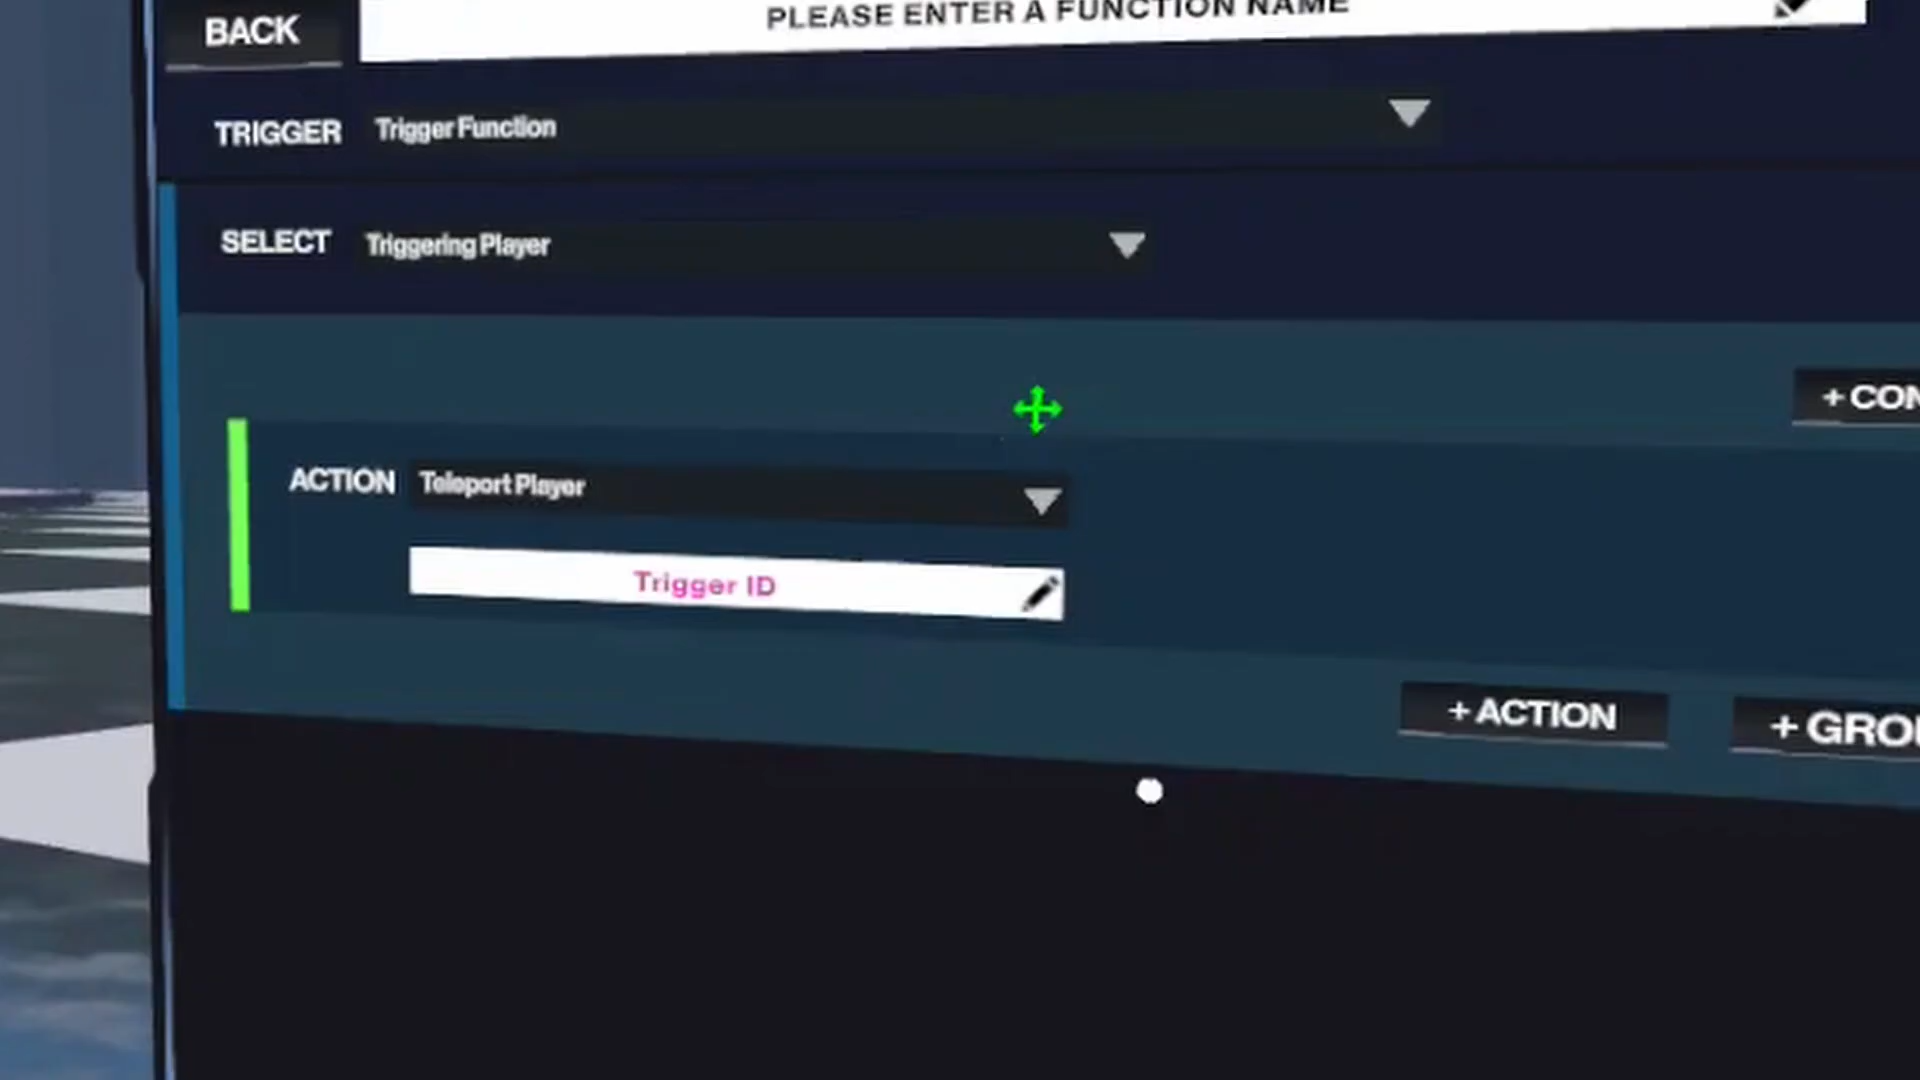 BACK
PLEASE ENTER A FUNCTION NAME
TRIGGER Trigger Function
SELECT Triggering Player
+ CON
ACTION Teleport Player
Trigger ID
+ ACTION
+ GRO